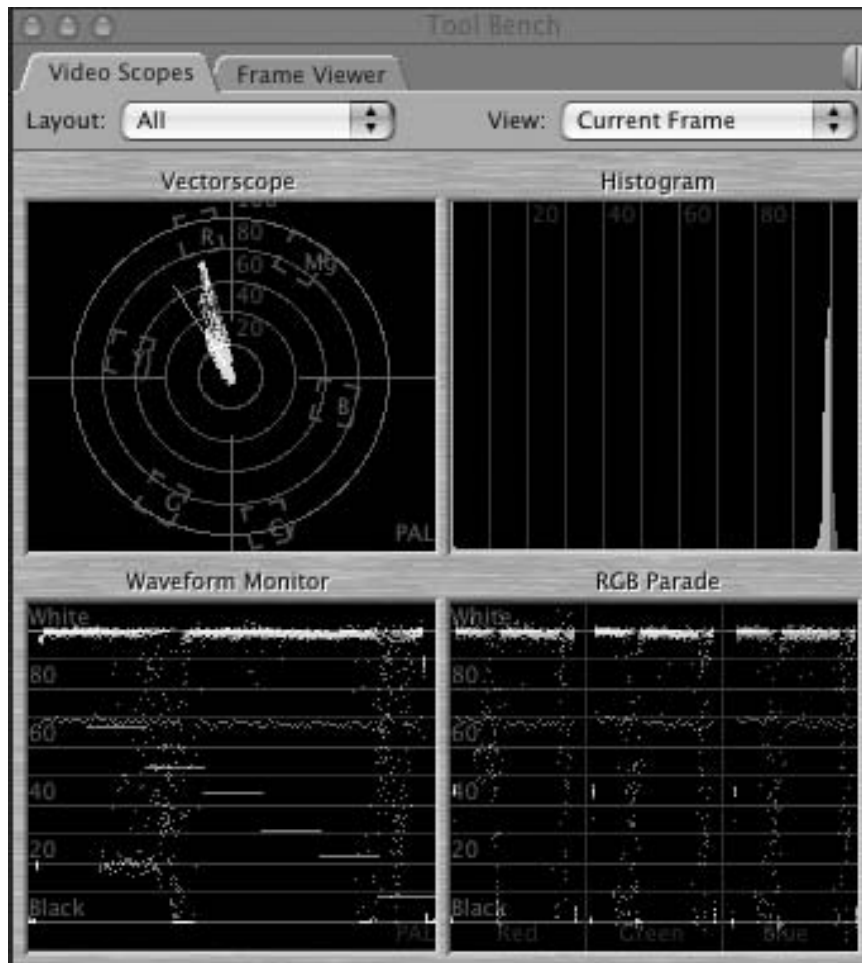 Tool Bench
Video Scopes Frame Viewer
Layout: All View: Current Frame
Vectorscope Histogram
100
80
60
40
20
R
Mg
B
G
Cy
PAL
20 40 60 80
Waveform Monitor RGB Parade
White
80
60
40
20
Black
PAL
White
80
60
40
20
Black
Red Green Blue